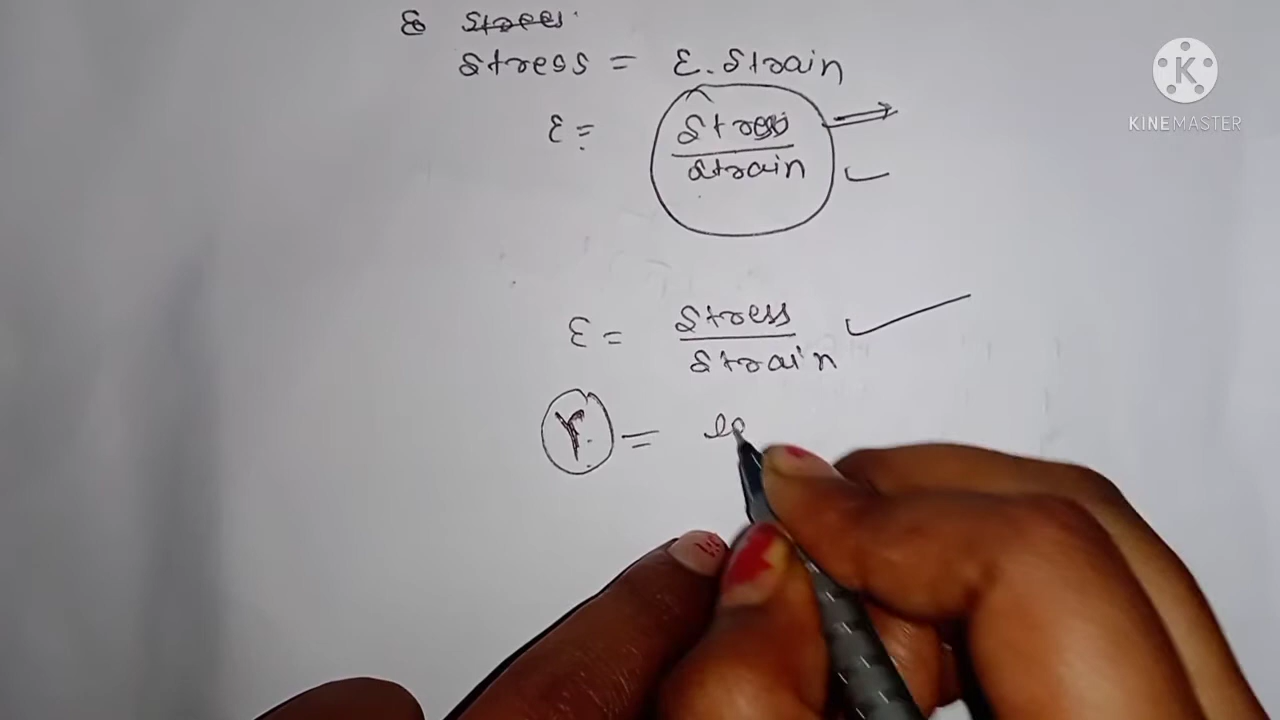 Stress
Stress = ε. Strain
ε = Stress
Strain
ε = Stress
Strain
Y =
KINEMASTER